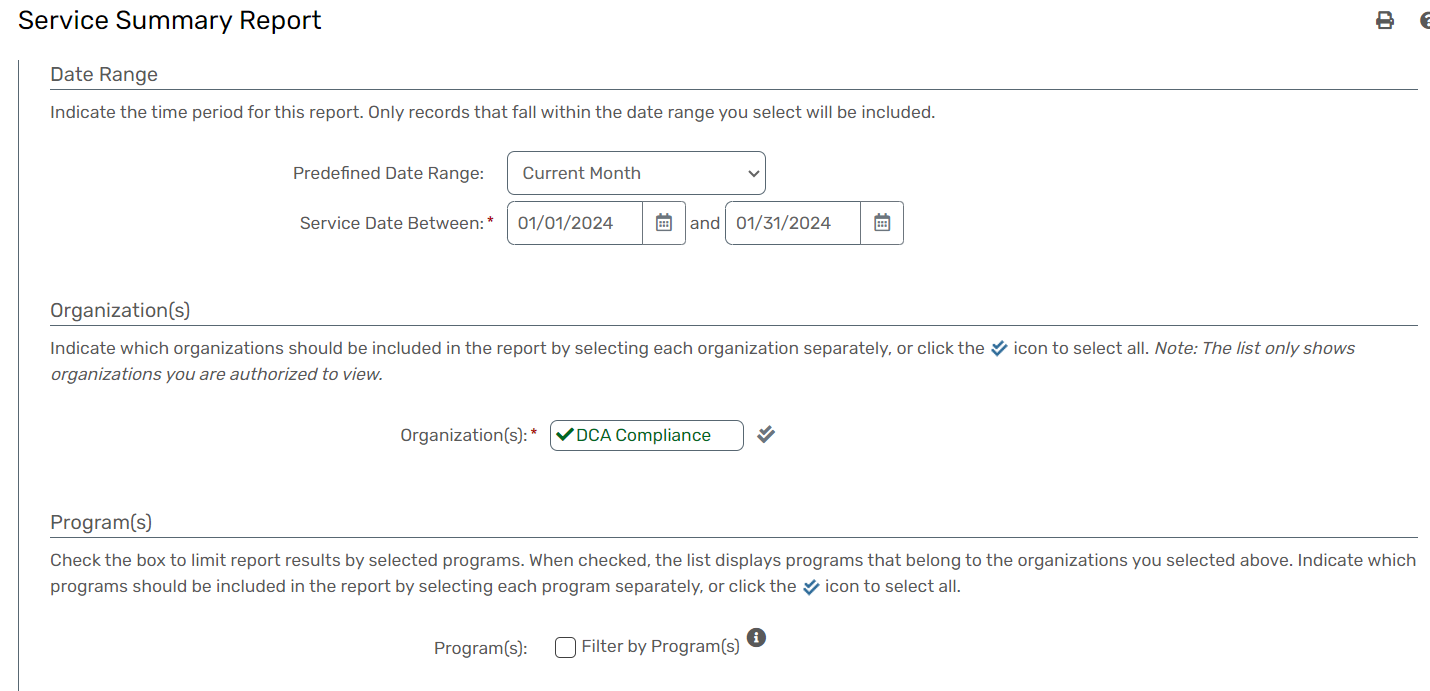 Service Summary Report
Date Range
Indicate the time period for this report. Only records that fall within the date range you select will be included.
Predefined Date Range: Current Month
Service Date Between:* 01/01/2024 and 01/31/2024
Organization(s)
Indicate which organizations should be included in the report by selecting each organization separately, or click the icon to select all. Note: The list only shows
organizations you are authorized to view.
Organization(s):* DCA Compliance
Program(s)
Check the box to limit report results by selected programs. When checked, the list displays programs that belong to the organizations you selected above. Indicate which
programs should be included in the report by selecting each program separately, or click the icon to select all.
Program(s): Filter by Program(s)